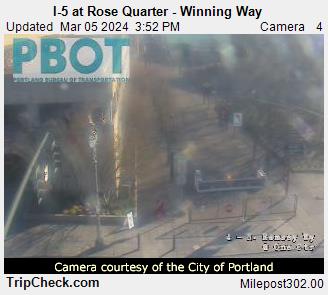 I-5 at Rose Quarter - Winning Way
Updated Mar 05 2024 3:52 PM Camera 4
PBOT
PORTLAND BUREAU OF TRANSPORTATION
Camera courtesy of the City of Portland
TripCheck.com Milepost302.00